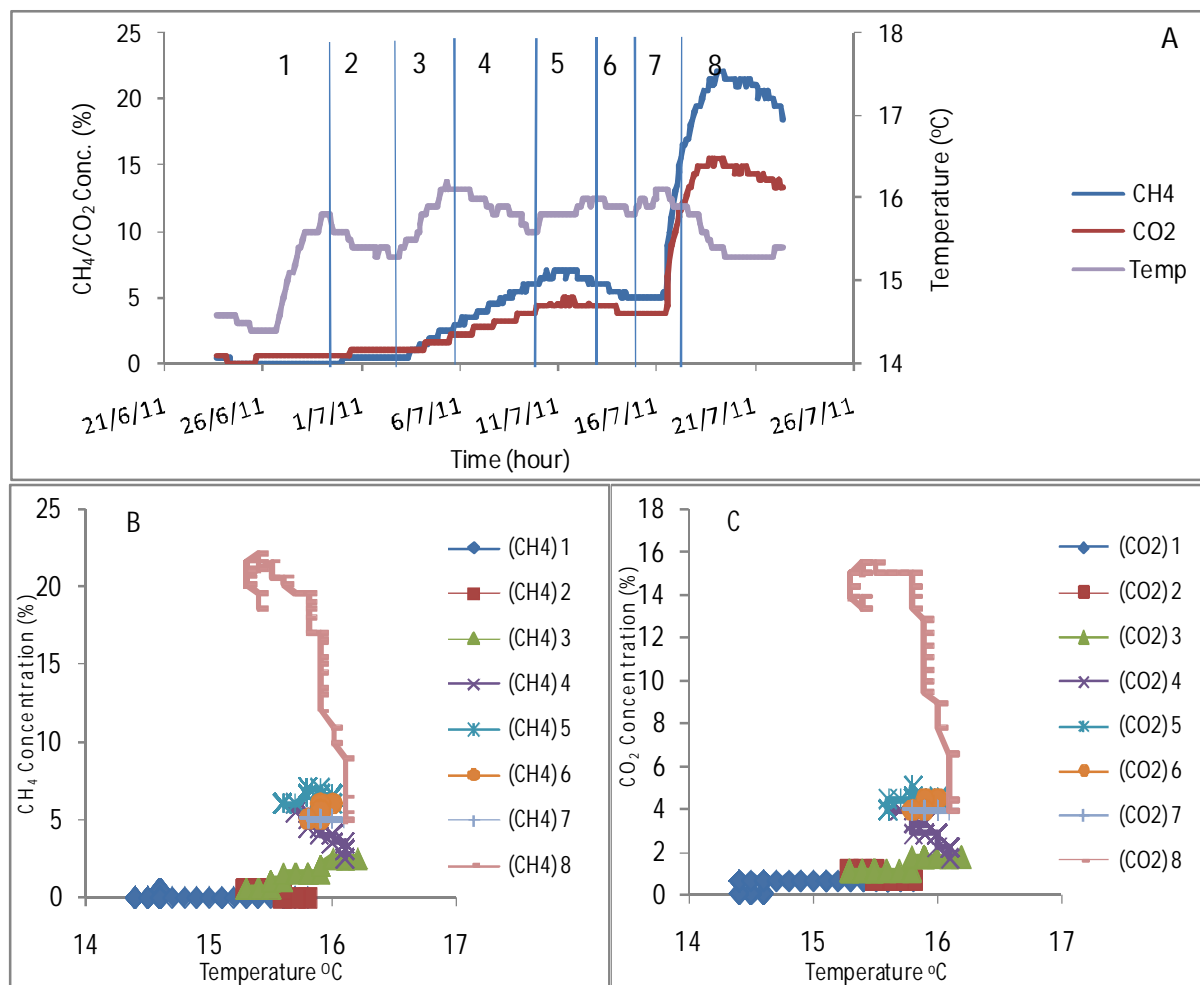 A
1 2 3 4 5 6 7 8
25
20
15
10
5
0
CH₄/CO₂ Conc. (%)
18
17
16
15
14
Temperature (ºC)
21/6/11 26/6/11 1/7/11 6/7/11 11/7/11 16/7/11 21/7/11 26/7/11
Time (hour)
CH4
CO2
Temp
B
25
20
15
10
5
0
CH₄ Concentration (%)
14 15 16 17
Temperature ºC
(CH4) 1
(CH4) 2
(CH4) 3
(CH4) 4
(CH4) 5
(CH4) 6
(CH4) 7
(CH4) 8
C
18
16
14
12
10
8
6
4
2
0
CO₂ Concentration (%)
14 15 16 17
Temperature ºC
(CO2) 1
(CO2) 2
(CO2) 3
(CO2) 4
(CO2) 5
(CO2) 6
(CO2) 7
(CO2) 8